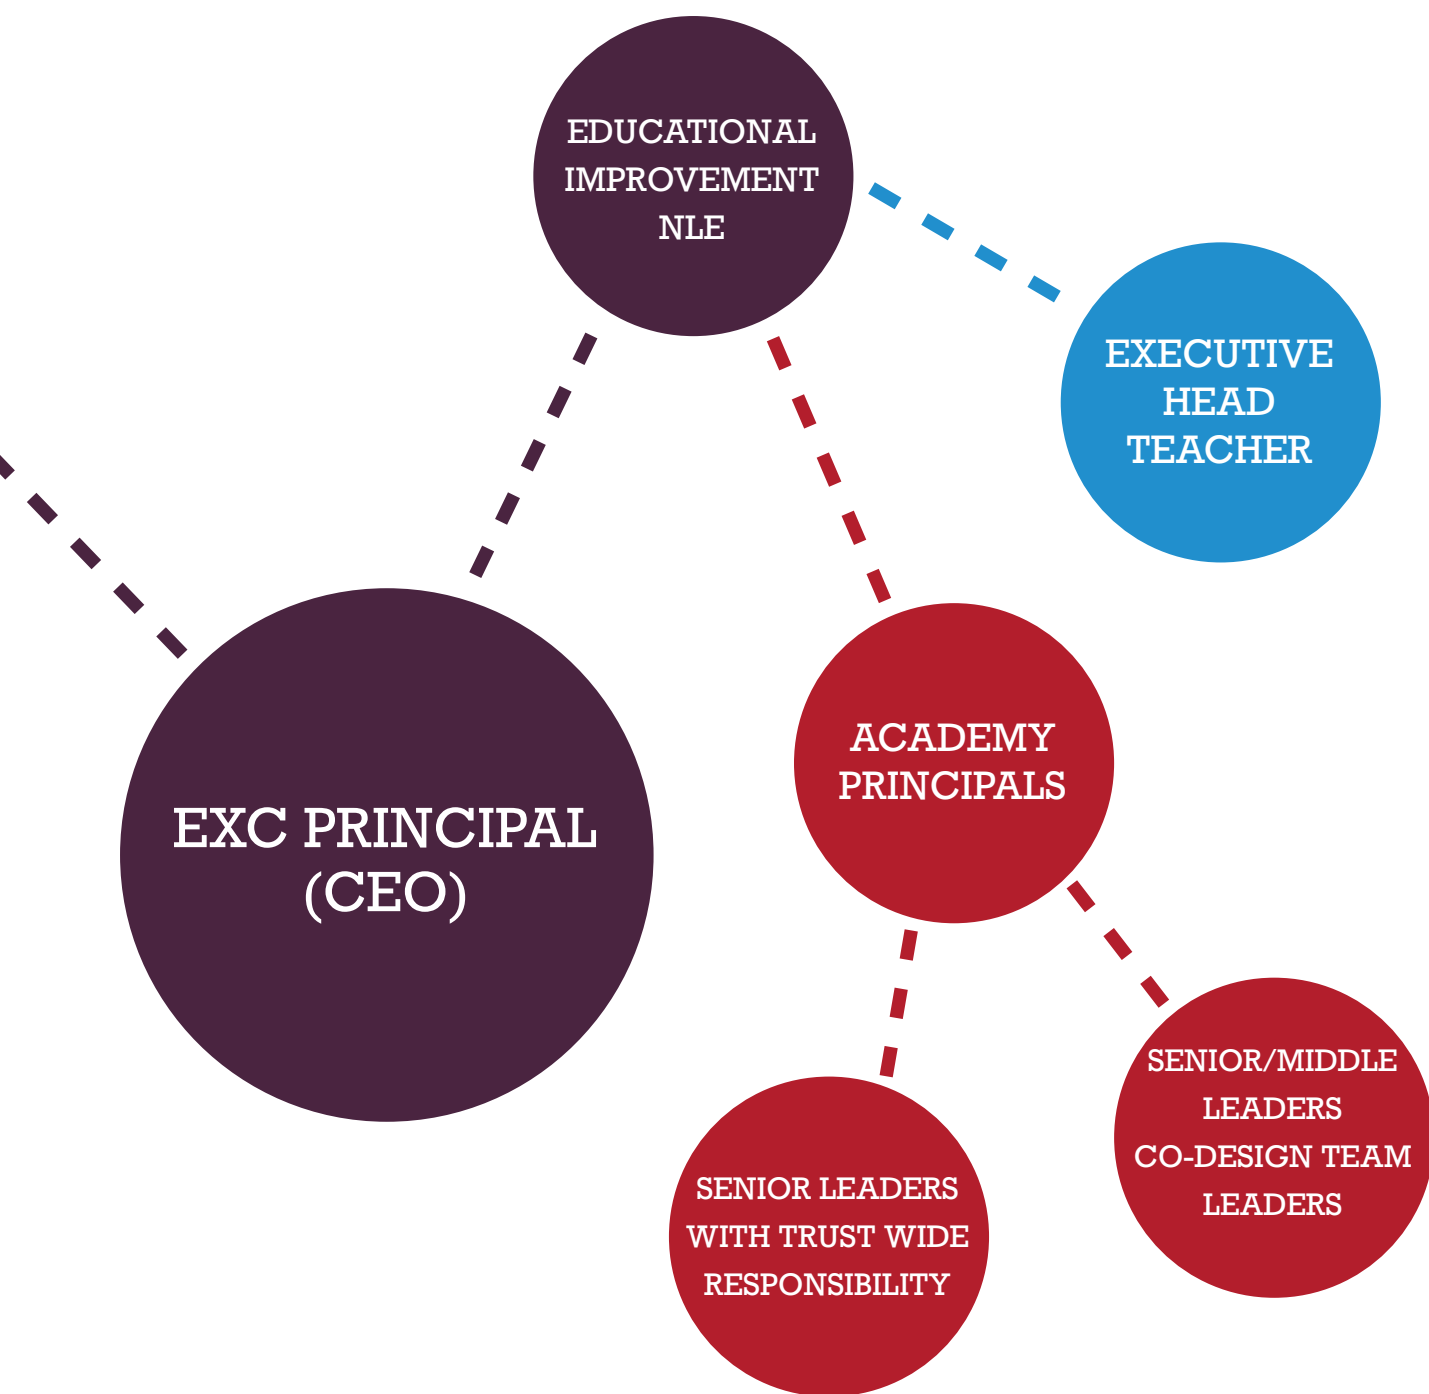 EDUCATIONAL
IMPROVEMENT
NLE
EXECUTIVE
HEAD
TEACHER
EXC PRINCIPAL
(CEO)
ACADEMY
PRINCIPALS
SENIOR/MIDDLE
LEADERS
CO-DESIGN TEAM
LEADERS
SENIOR LEADERS
WITH TRUST WIDE
RESPONSIBILITY